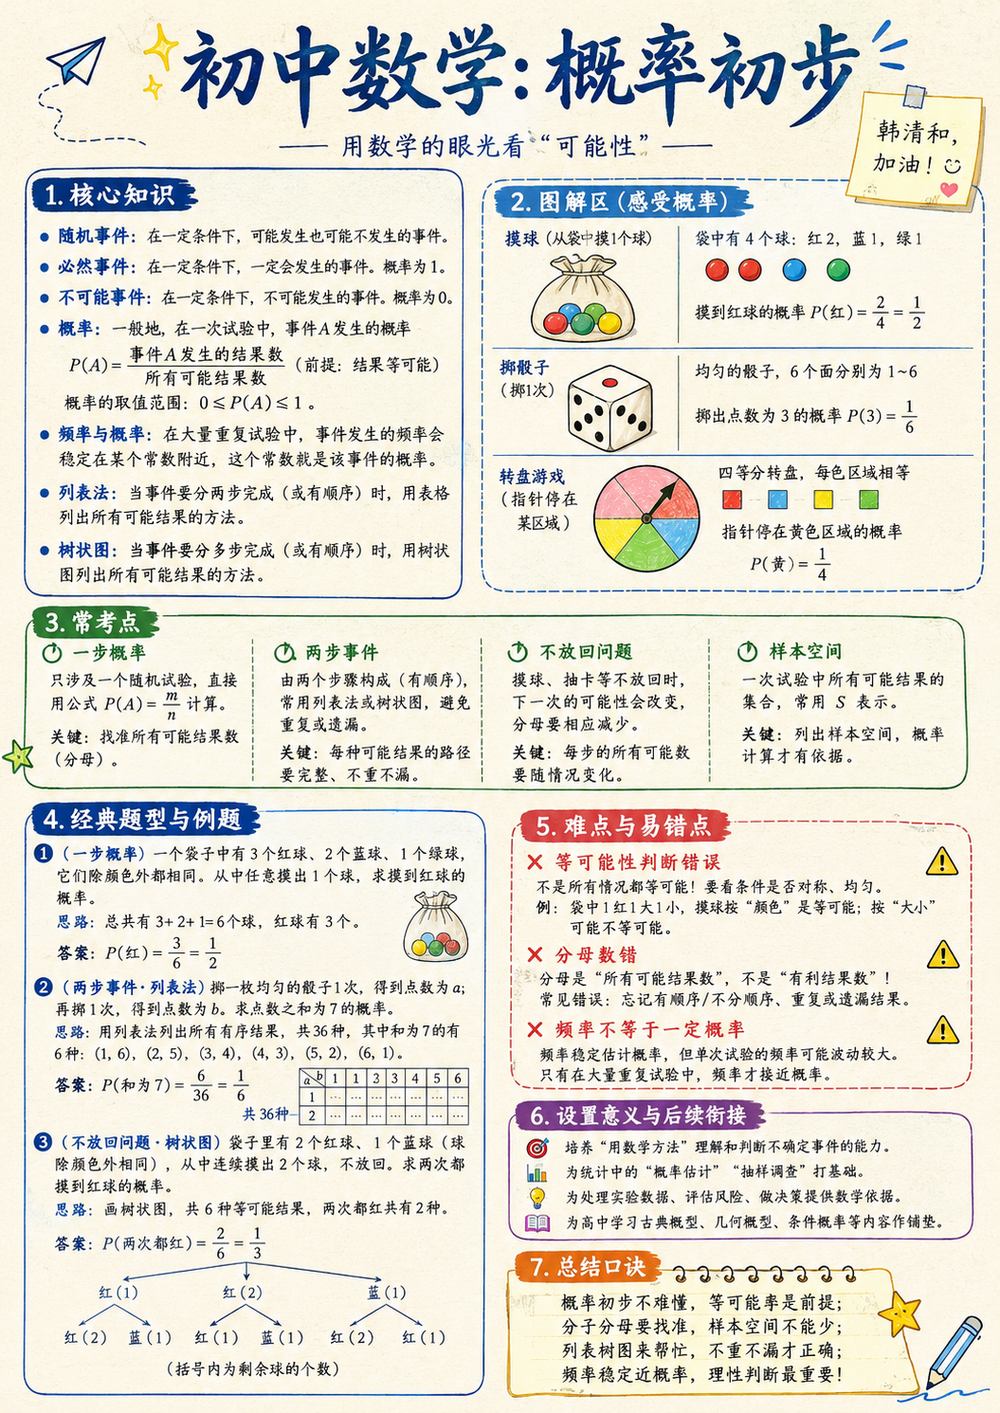 初中数学:概率初步
—— 用数学的眼光看“可能性” ——
韩清和,
加油!
1.核心知识
随机事件:在一定条件下,可能发生也可能不发生的事件。
必然事件:在一定条件下,一定会发生的事件。概率为1。
不可能事件:在一定条件下,不可能发生的事件。概率为0。
概率:一般地,在一次试验中,事件A发生的概率
P(A)=事件A发生的结果数/所有可能结果数(前提:结果等可能)
概率的取值范围:0≤P(A)≤1。
频率与概率:在大量重复试验中,事件发生的频率会
稳定在某个常数附近,这个常数就是该事件的概率。
列表法:当事件要分两步完成(或有顺序)时,用表格
列出所有可能结果的方法。
树状图:当事件要分多步完成(或有顺序)时,用树状
图列出所有可能结果的方法。
2.图解区(感受概率)
摸球(从袋中摸1个球)
袋中有4个球:红2,蓝1,绿1
摸到红球的概率P(红)=2/4=1/2
掷骰子
(掷1次)
均匀的骰子,6个面分别为1~6
掷出点数为3的概率P(3)=1/6
转盘游戏
(指针停在
某区域)
四等分转盘,每色区域相等
指针停在黄色区域的概率
P(黄)=1/4
3.常考点
一步概率
只涉及一个随机试验,直接
用公式P(A)=m/n计算。
关键:找准所有可能结果数
(分母)。
两步事件
由两个步骤构成(有顺序),
常用列表法或树状图,避免
重复或遗漏。
关键:每种可能结果的路径
要完整、不重不漏。
不放回问题
摸球、抽卡等不放回时,
下一次的可能性会改变,
分母要相应减少。
关键:每步的所有可能数
要随情况变化。
样本空间
一次试验中所有可能结果的
集合,常用 S 表示。
关键:列出样本空间,概率
计算才有依据。
4.经典题型与例题
1(一步概率)一个袋子中有3个红球、2个蓝球、1个绿球,
它们除颜色外都相同。从中任意摸出1个球,求摸到红球的
概率。
思路:总共有3+2+1=6个球,红球有3个。
答案:P(红)=3/6=1/2
2(两步事件·列表法)掷一枚均匀的骰子1次,得到点数为a;
再掷1次,得到点数为b。求点数之和为7的概率。
思路:用列表法列出所有有序结果,共36种,其中和为7的有
6种:(1, 6),(2, 5),(3, 4),(4, 3),(5, 2),(6, 1)。
答案:P(和为7)=6/36=1/6
a b 1 1 3 3 4 5 6
1 ... ... ... ... ... ... ...
共36种 2 ... ... ... ... ... ... ...
3(不放回问题·树状图)袋子里有2个红球、1个蓝球(球
除颜色外相同),从中连续摸出2个球,不放回。求两次都
摸到红球的概率。
思路:画树状图,共6种等可能结果,两次都红共有2种。
答案:P(两次都红)=2/6=1/3
红(1) 红(2) 蓝(1)
红(2) 蓝(1) 红(1) 蓝(1) 红(2) 红(1)
(括号内为剩余球的个数)
5.难点与易错点
✕ 等可能性判断错误
不是所有情况都等可能!要看条件是否对称、均匀。
例:袋中1红1大1小,摸球按“颜色”是等可能;按“大小”
可能不等可能。
✕ 分母数错
分母是“所有可能结果数”,不是“有利结果数”!
常见错误:忘记有顺序/不分顺序、重复或遗漏结果。
✕ 频率不等于一定概率
频率稳定估计概率,但单次试验的频率可能波动较大。
只有在大量重复试验中,频率才接近概率。
6.设置意义与后续衔接
培养“用数学方法”理解和判断不确定事件的能力。
为统计中的“概率估计”“抽样调查”打基础。
为处理实验数据、评估风险、做决策提供数学依据。
为高中学习古典概型、几何概型、条件概率等内容作铺垫。
7.总结口诀
概率初步不难懂,等可能率是前提;
分子分母要找准,样本空间不能少;
列表树图来帮忙,不重不漏才正确;
频率稳定近概率,理性判断最重要!